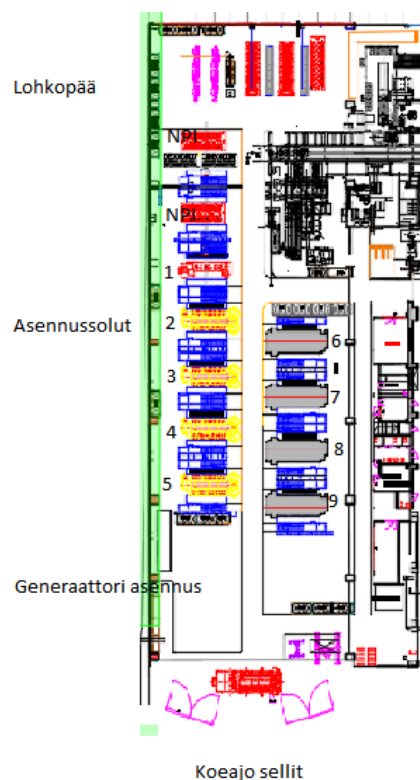 Lohkopää
NPI
NPI
1
Asennussolut
2
6
3
7
4
8
5
9
Generaattori asennus
Koeajo sellit